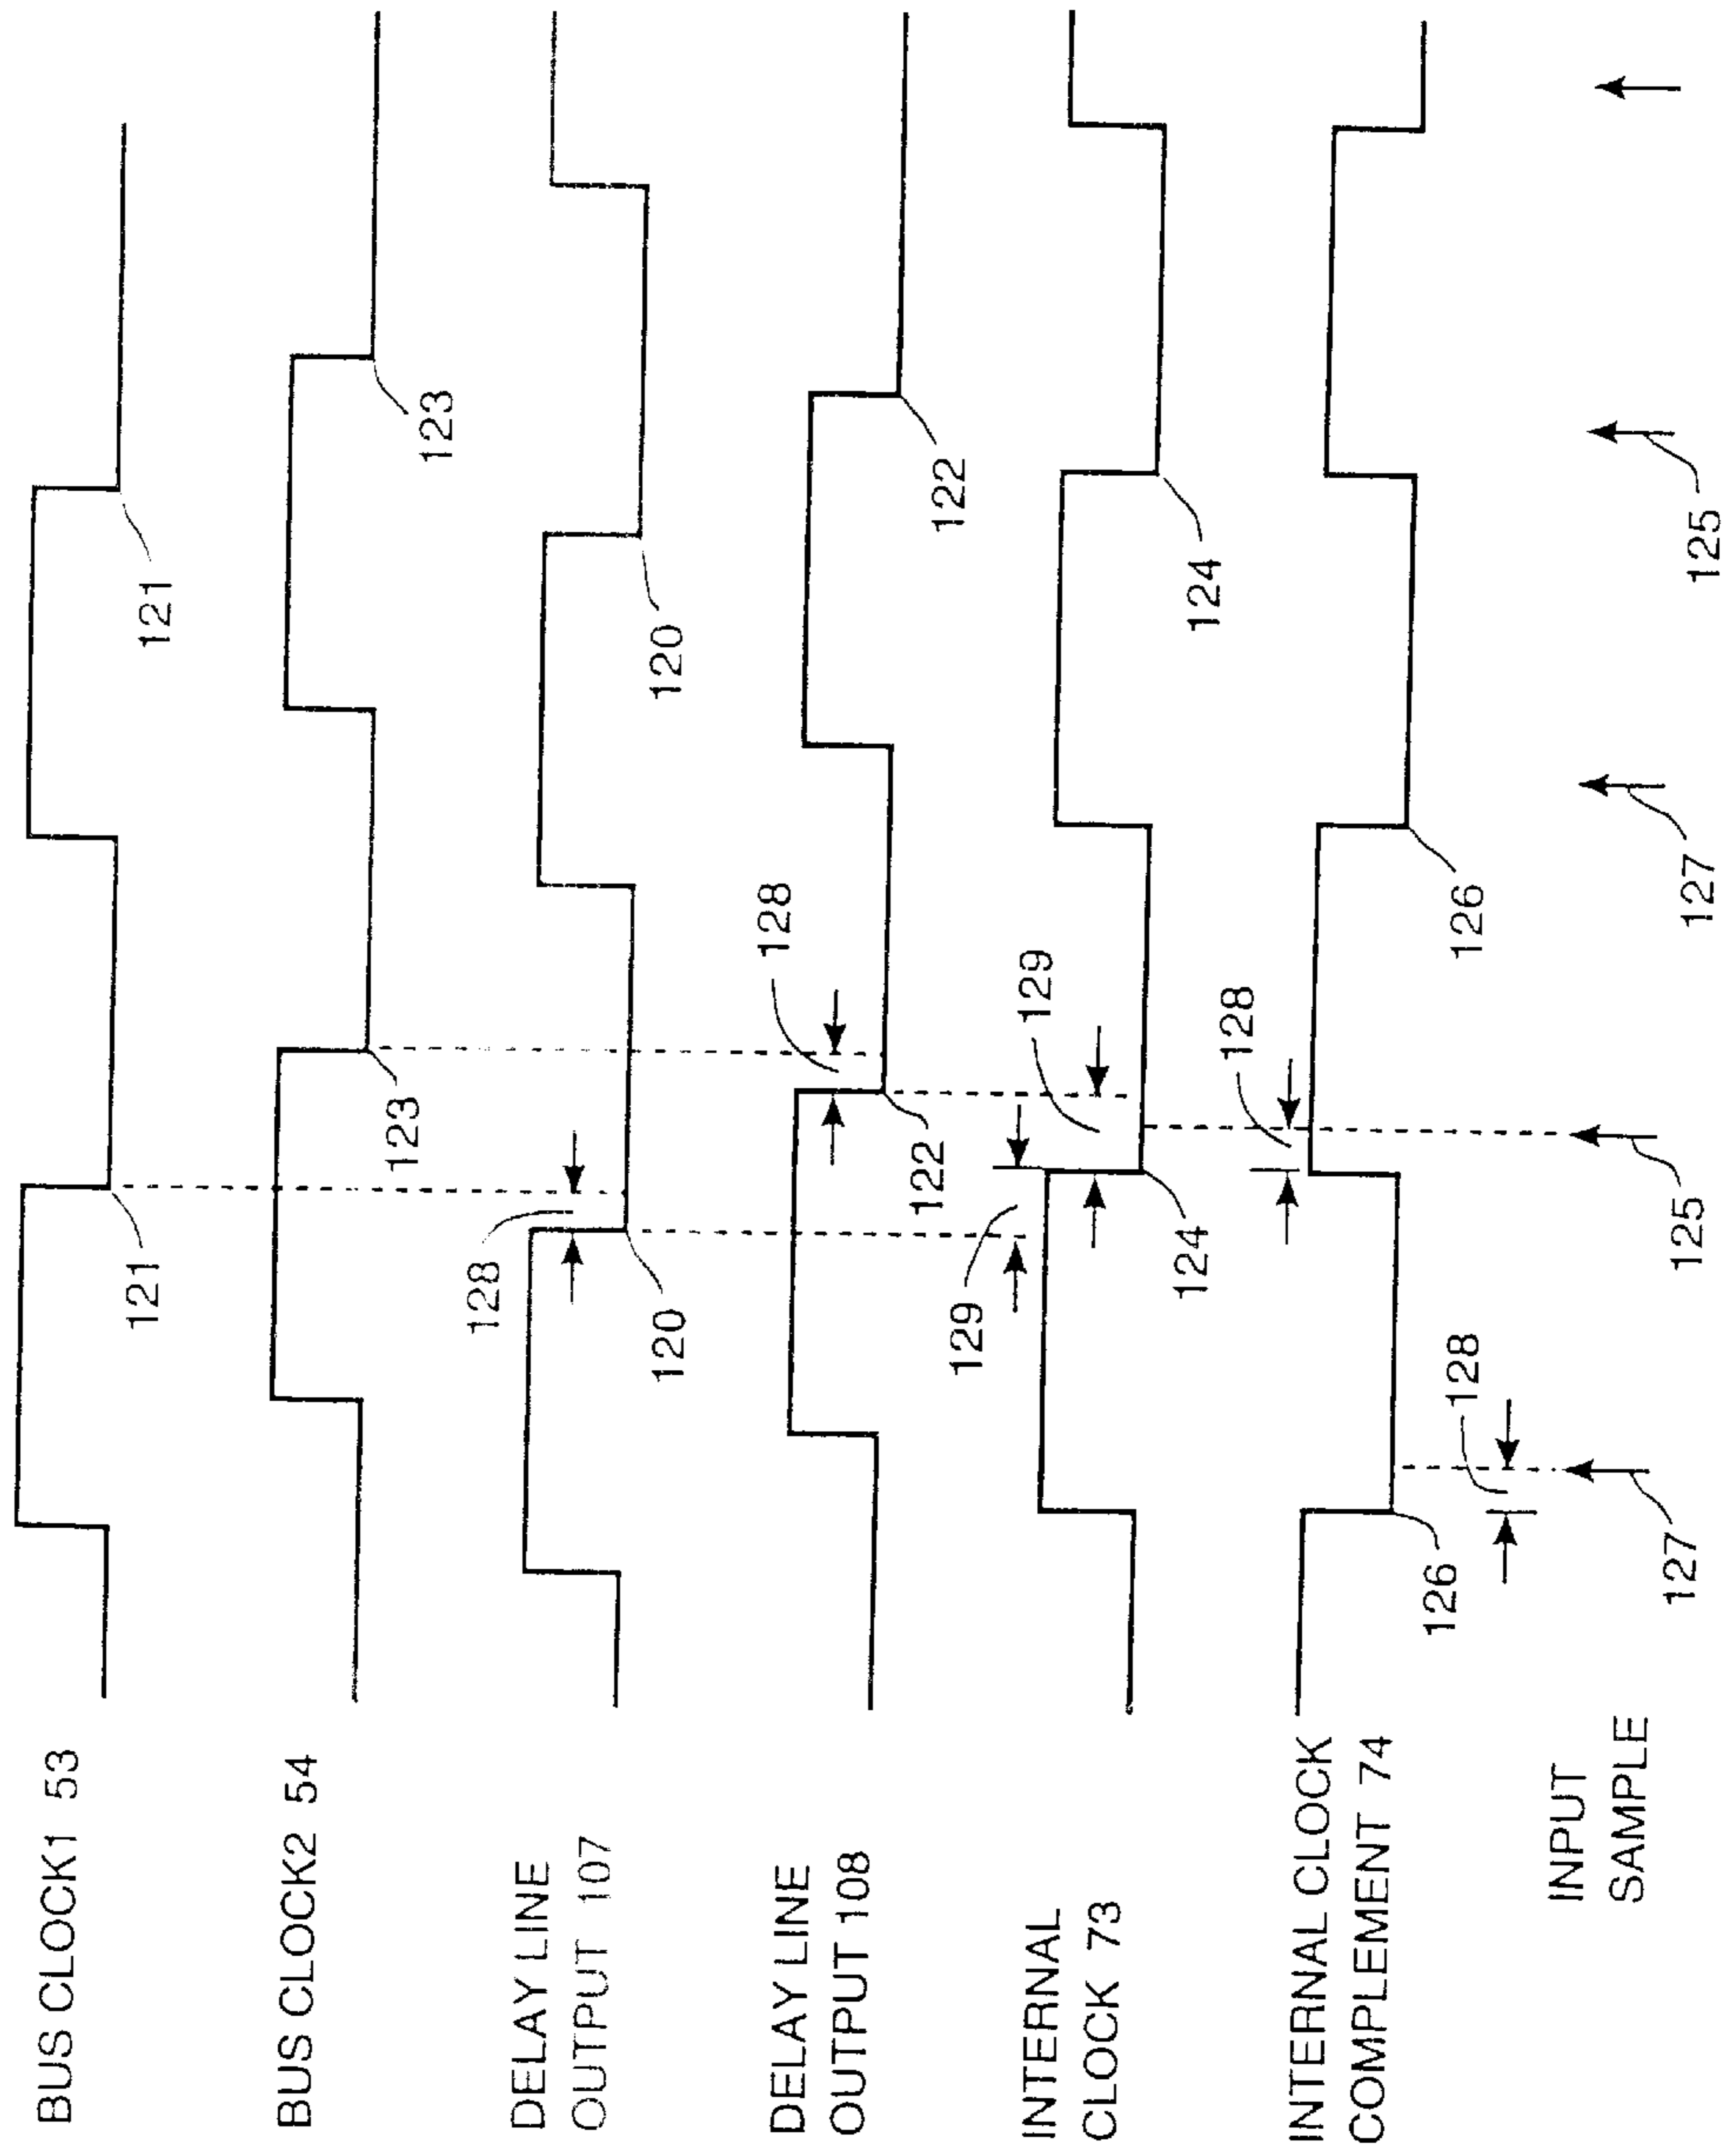 BUS CLOCK1 53
121
121
BUS CLOCK2 54
123
123
DELAY LINE
OUTPUT 107
128
120
120
DELAY LINE
OUTPUT 108
128
122
122
INTERNAL
CLOCK 73
129
129
124
124
INTERNAL CLOCK
COMPLEMENT 74
128
126
126
128
INPUT
SAMPLE
127
125
127
125